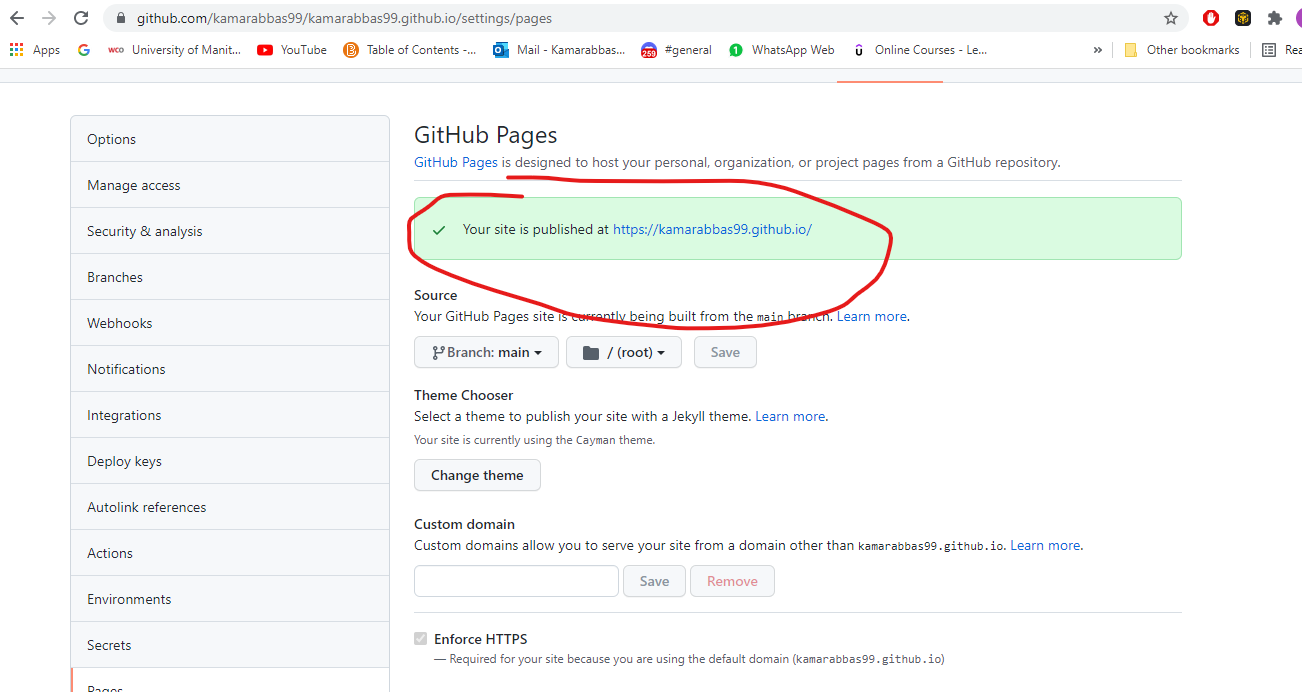 github.com/kamarabbas99/kamarabbas99.github.io/settings/pages
Apps
WCO University of Manit...
YouTube
Table of Contents -...
Mail - Kamarabbas...
259 #general
1 WhatsApp Web
Online Courses - Le...
»
Other bookmarks
Rea
Options
Manage access
Security & analysis
Branches
Webhooks
Notifications
Integrations
Deploy keys
Autolink references
Actions
Environments
Secrets
Pages
GitHub Pages
GitHub Pages is designed to host your personal, organization, or project pages from a GitHub repository.
Your site is published at https://kamarabbas99.github.io/
Source
Your GitHub Pages site is currently being built from the main branch. Learn more.
Branch: main
/ (root)
Save
Theme Chooser
Select a theme to publish your site with a Jekyll theme. Learn more.
Your site is currently using the Cayman theme.
Change theme
Custom domain
Custom domains allow you to serve your site from a domain other than kamarabbas99.github.io. Learn more.
Save
Remove
Enforce HTTPS
— Required for your site because you are using the default domain (kamarabbas99.github.io)